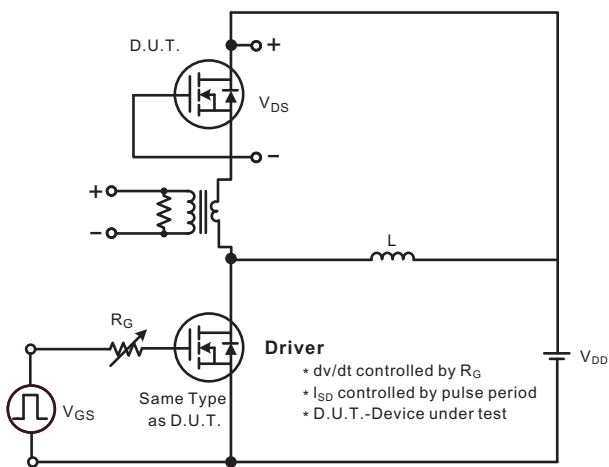 D.U.T.
+
V_DS
−
+
−
L
R_G
Driver
V_DD
* dv/dt controlled by R_G
* I_SD controlled by pulse period
* D.U.T.-Device under test
Same Type
as D.U.T.
V_GS